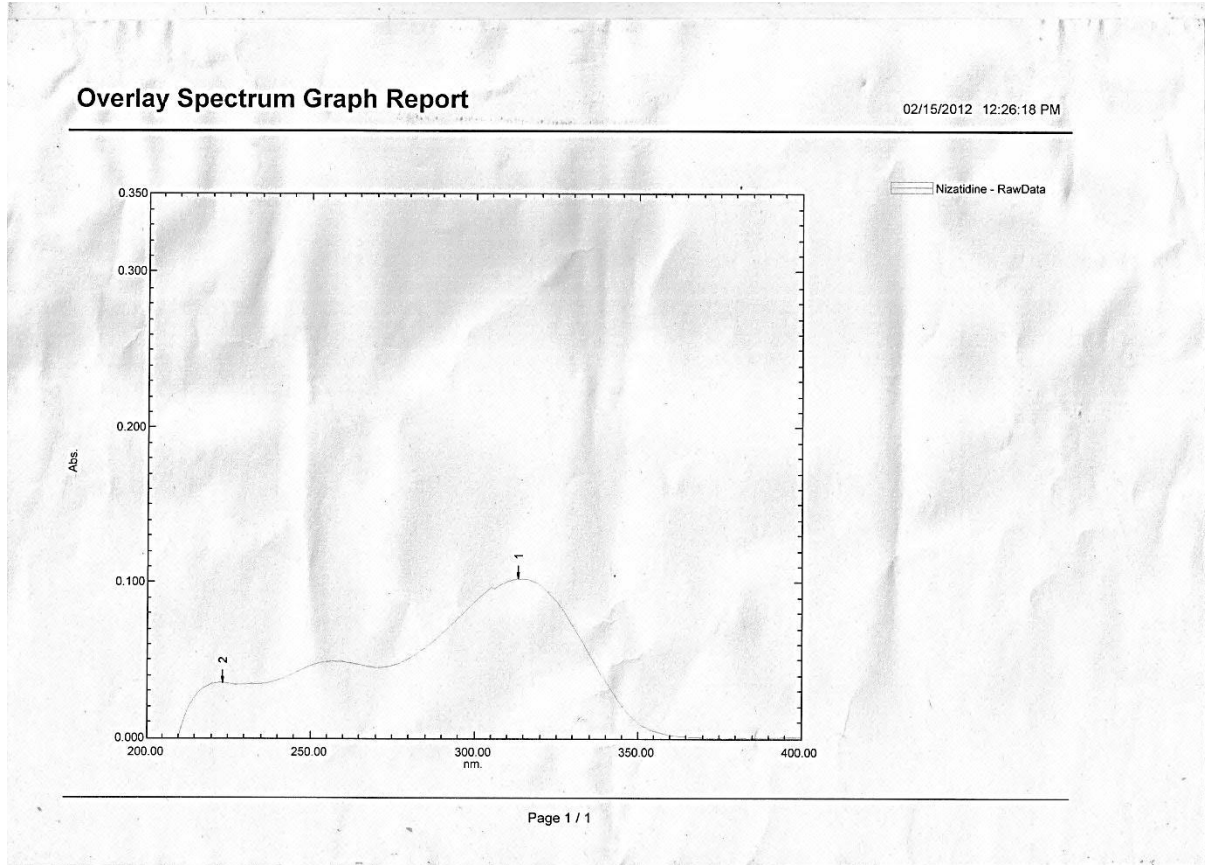 Overlay Spectrum Graph Report
02/15/2012 12:26:18 PM
Nizatidine - RawData
0.350
0.300
0.200
Abs.
0.100
0.000
1
2
200.00 250.00 300.00 350.00 400.00
nm.
Page 1 / 1